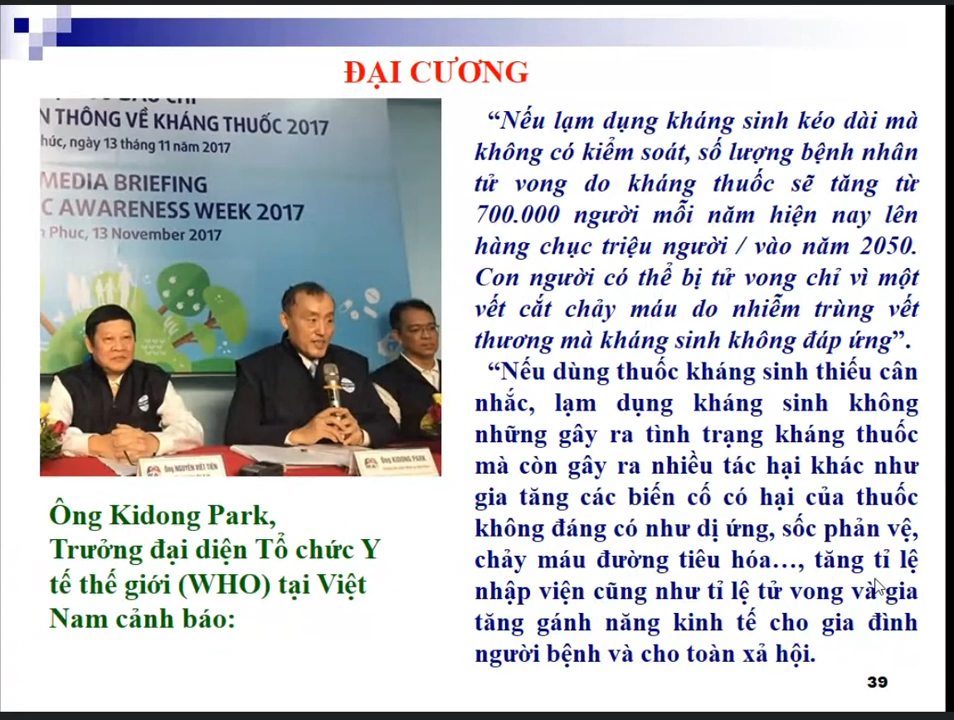 ĐẠI CƯƠNG
N THÔNG VỀ KHÁNG THUỐC 2017
húc, ngày 13 tháng 11 năm 2017
MEDIA BRIEFING
C AWARENESS WEEK 2017
h Phuc, 13 November 2017
Ông NGUYỄN VIẾT TIẾN
Ông KIDONG PARK
Ông Kidong Park,
Trưởng đại diện Tổ chức Y
tế thế giới (WHO) tại Việt
Nam cảnh báo:
“Nếu lạm dụng kháng sinh kéo dài mà
không có kiểm soát, số lượng bệnh nhân
tử vong do kháng thuốc sẽ tăng từ
700.000 người mỗi năm hiện nay lên
hàng chục triệu người / vào năm 2050.
Con người có thể bị tử vong chỉ vì một
vết cắt chảy máu do nhiễm trùng vết
thương mà kháng sinh không đáp ứng”.
“Nếu dùng thuốc kháng sinh thiếu cân
nhắc, lạm dụng kháng sinh không
những gây ra tình trạng kháng thuốc
mà còn gây ra nhiều tác hại khác như
gia tăng các biến cố có hại của thuốc
không đáng có như dị ứng, sốc phản vệ,
chảy máu đường tiêu hóa…, tăng tỉ lệ
nhập viện cũng như tỉ lệ tử vong và gia
tăng gánh năng kinh tế cho gia đình
người bệnh và cho toàn xả hội.
39